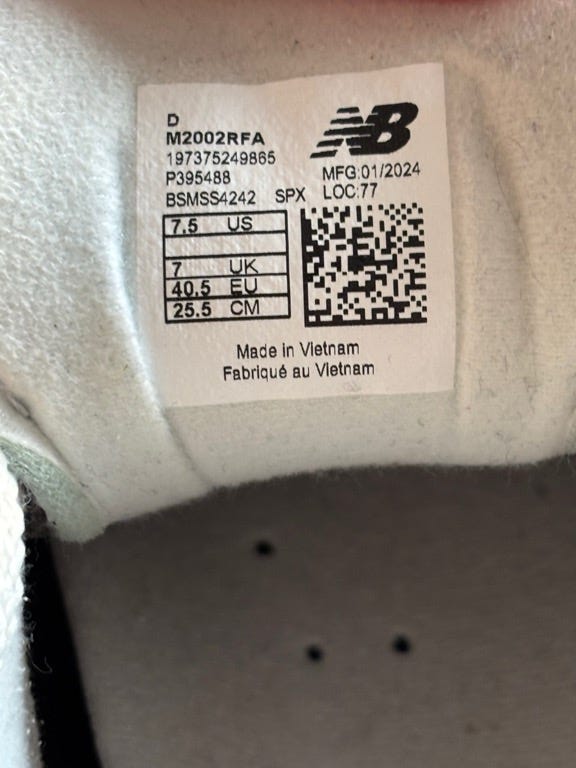 D
M2002RFA
197375249865
P395488
BSMSS4242 SPX
NB
MFG:01/2024
LOC:77
7.5 US
7 UK
40.5 EU
25.5 CM
Made in Vietnam
Fabriqué au Vietnam